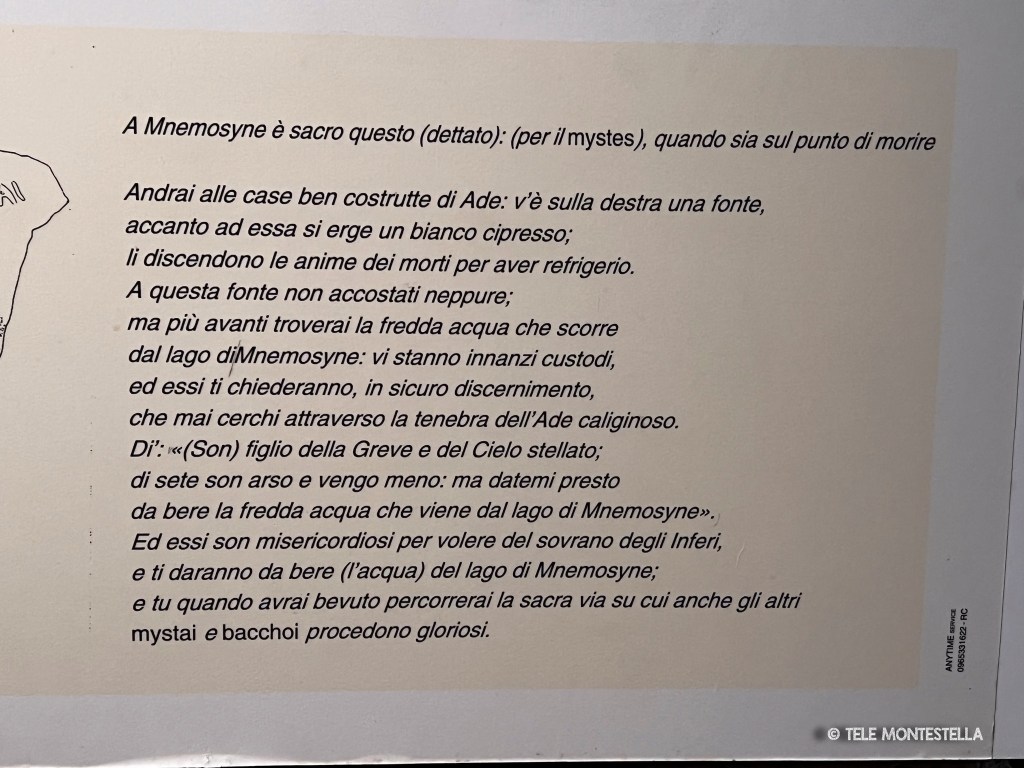 A Mnemosyne è sacro questo (dettato): (per il mystes), quando sia sul punto di morire
Andrai alle case ben costrutte di Ade: v'è sulla destra una fonte,
accanto ad essa si erge un bianco cipresso;
lì discendono le anime dei morti per aver refrigerio.
A questa fonte non accostati neppure;
ma più avanti troverai la fredda acqua che scorre
dal lago di Mnemosyne: vi stanno innanzi custodi,
ed essi ti chiederanno, in sicuro discernimento,
che mai cerchi attraverso la tenebra dell'Ade caliginoso.
Di': «(Son) figlio della Greve e del Cielo stellato;
di sete son arso e vengo meno: ma datemi presto
da bere la fredda acqua che viene dal lago di Mnemosyne».
Ed essi son misericordiosi per volere del sovrano degli Inferi,
e ti daranno da bere (l'acqua) del lago di Mnemosyne;
e tu quando avrai bevuto percorrerai la sacra via su cui anche gli altri
mystai e bacchoi procedono gloriosi.
ANYTIME SERVICE
0965331622 - RC
© TELE MONTESTELLA